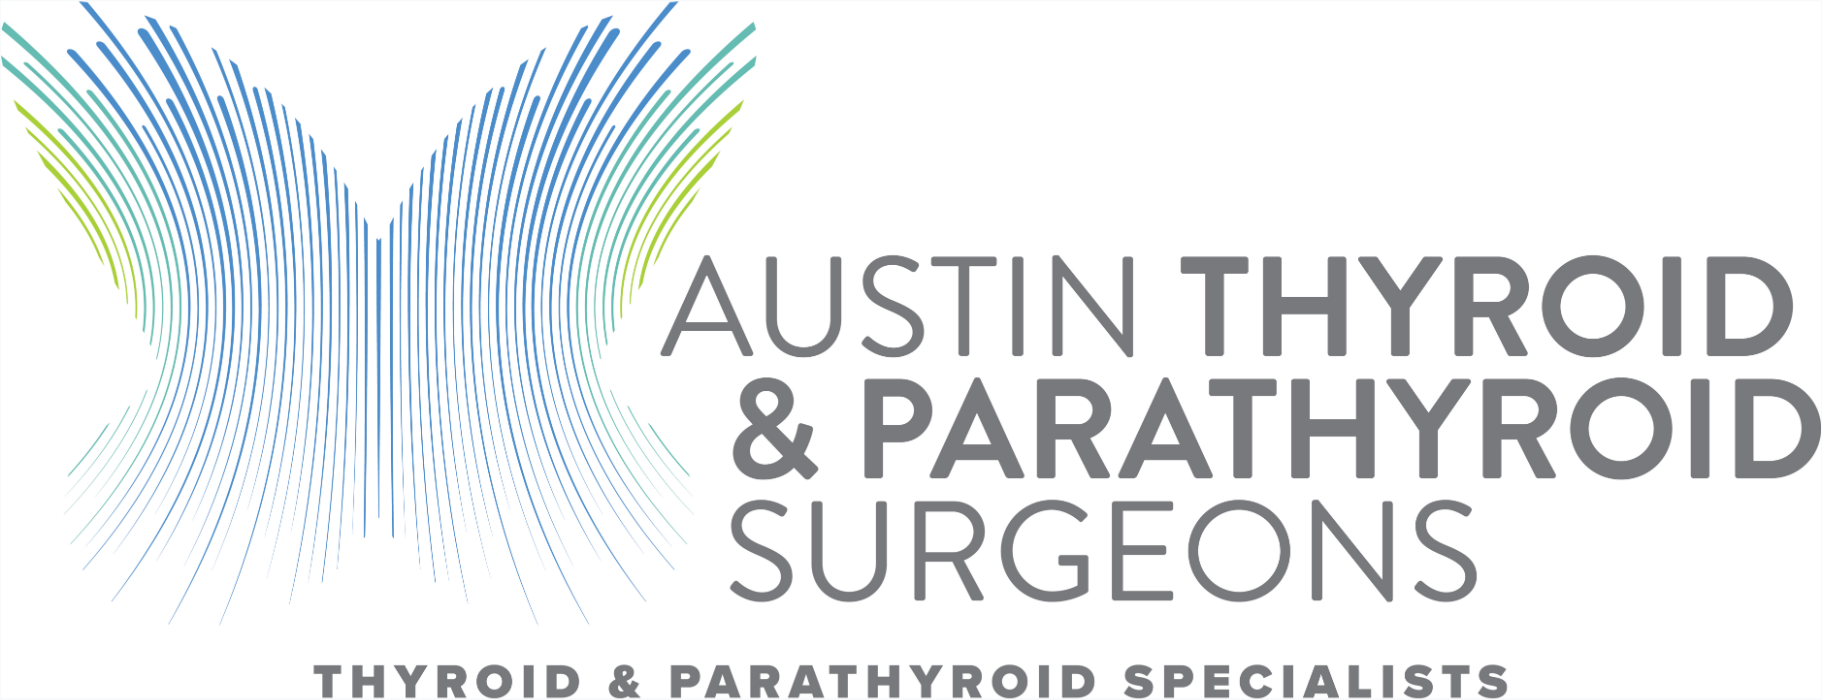 AUSTIN THYROID
& PARATHYROID
SURGEONS
THYROID & PARATHYROID SPECIALISTS